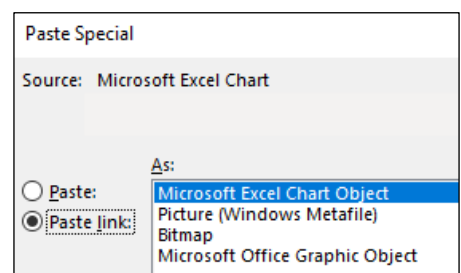 Paste Special
Source: Microsoft Excel Chart
As:
Paste:
Microsoft Excel Chart Object
Paste link:
Picture (Windows Metafile)
Bitmap
Microsoft Office Graphic Object